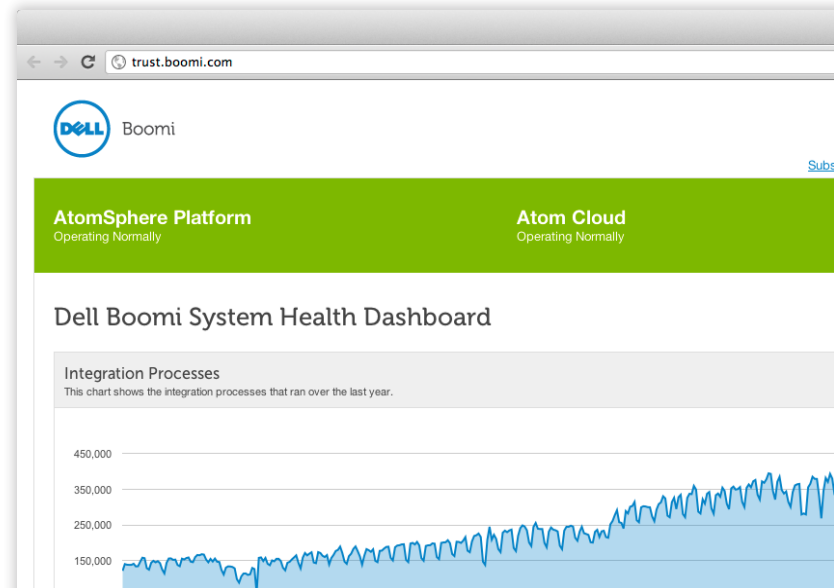 trust.boomi.com
DELL Boomi
Subs
AtomSphere Platform
Operating Normally
Atom Cloud
Operating Normally
Dell Boomi System Health Dashboard
Integration Processes
This chart shows the integration processes that ran over the last year.
450,000
350,000
250,000
150,000